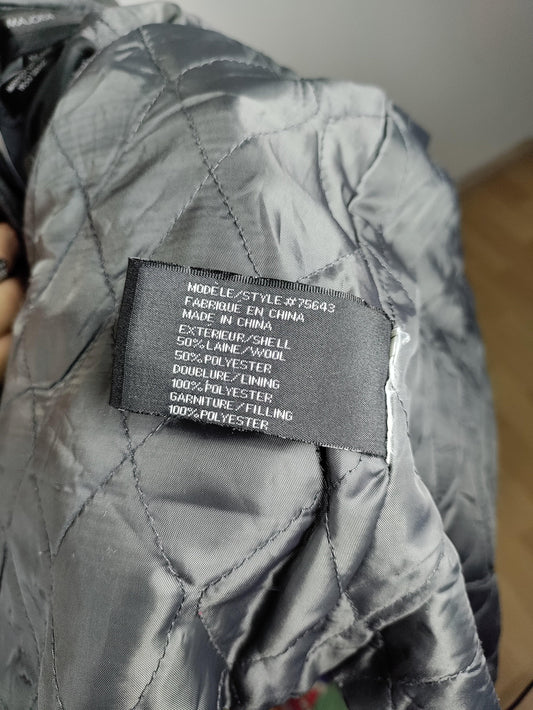 MODELE/STYLE#75643
FABRIQUE EN CHINA
MADE IN CHINA
EXTERIEUR/SHELL
50%LAINE/WOOL
50%POLYESTER
DOUBLURE/LINING
100%POLYESTER
GARNITURE/FILLING
100%POLYESTER